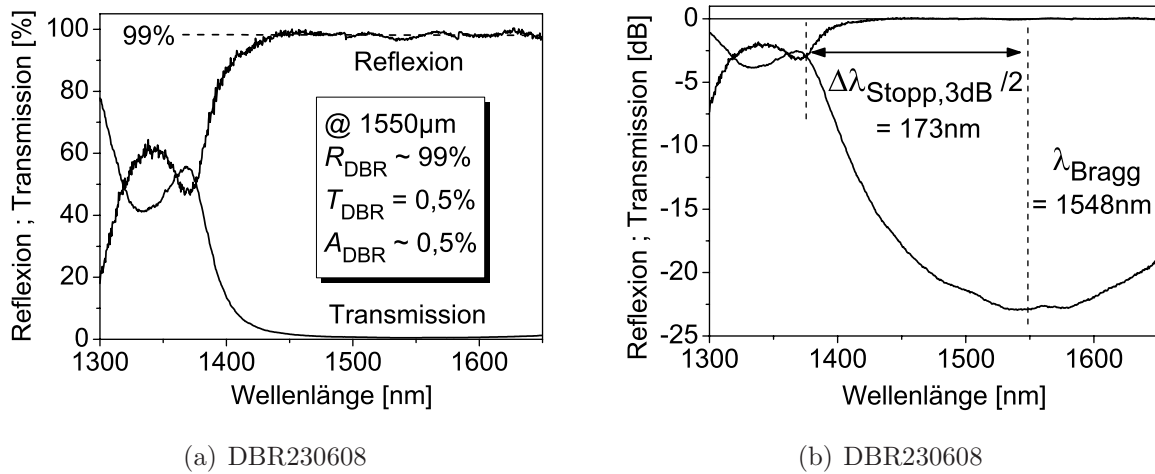 Reflexion ; Transmission [%]
100
80
60
40
20
0
99%
Reflexion
@ 1550µm
R_DBR ~ 99%
T_DBR = 0,5%
A_DBR ~ 0,5%
Transmission
1300
1400
1500
1600
Wellenlänge [nm]
(a) DBR230608
Reflexion ; Transmission [dB]
0
-5
-10
-15
-20
-25
Δλ_Stopp,3dB /2
= 173nm
λ_Bragg
= 1548nm
1300
1400
1500
1600
Wellenlänge [nm]
(b) DBR230608